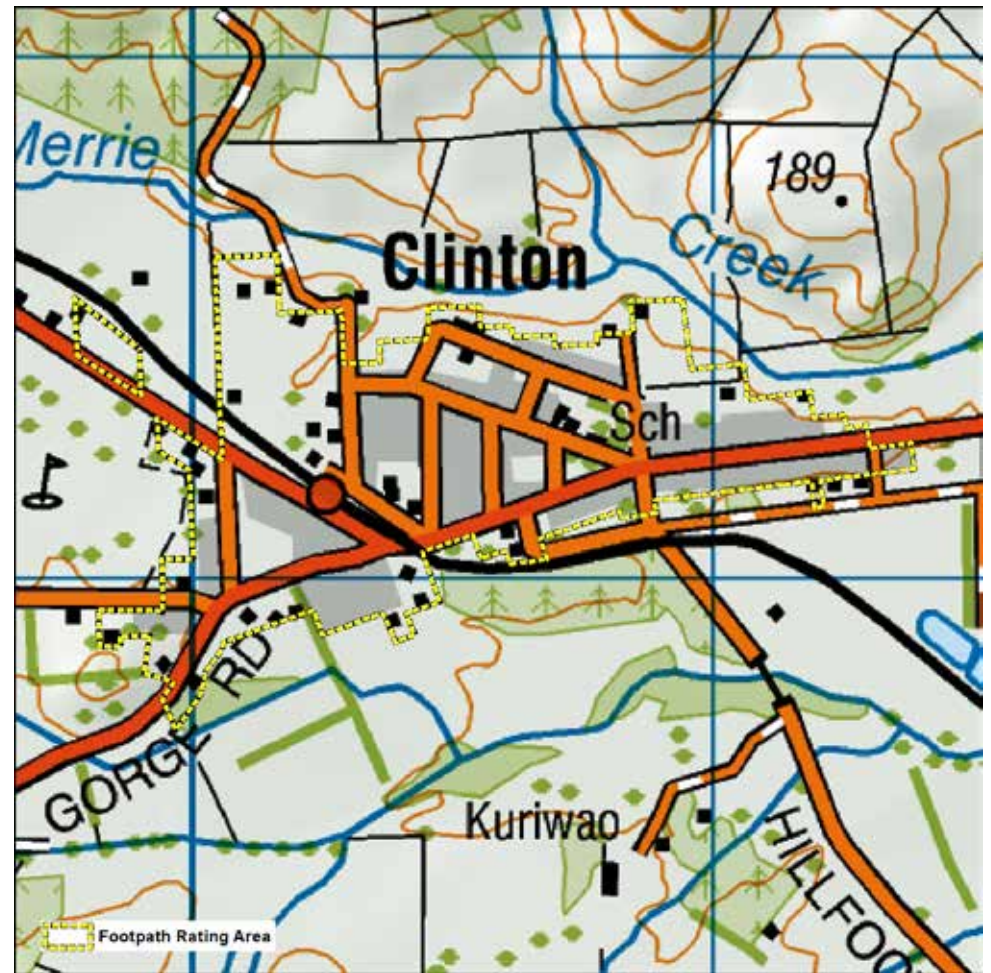 Merrie
189
Clinton
Creek
Sch
GORGE RD
Kuriwao
HILLFOO
Footpath Rating Area